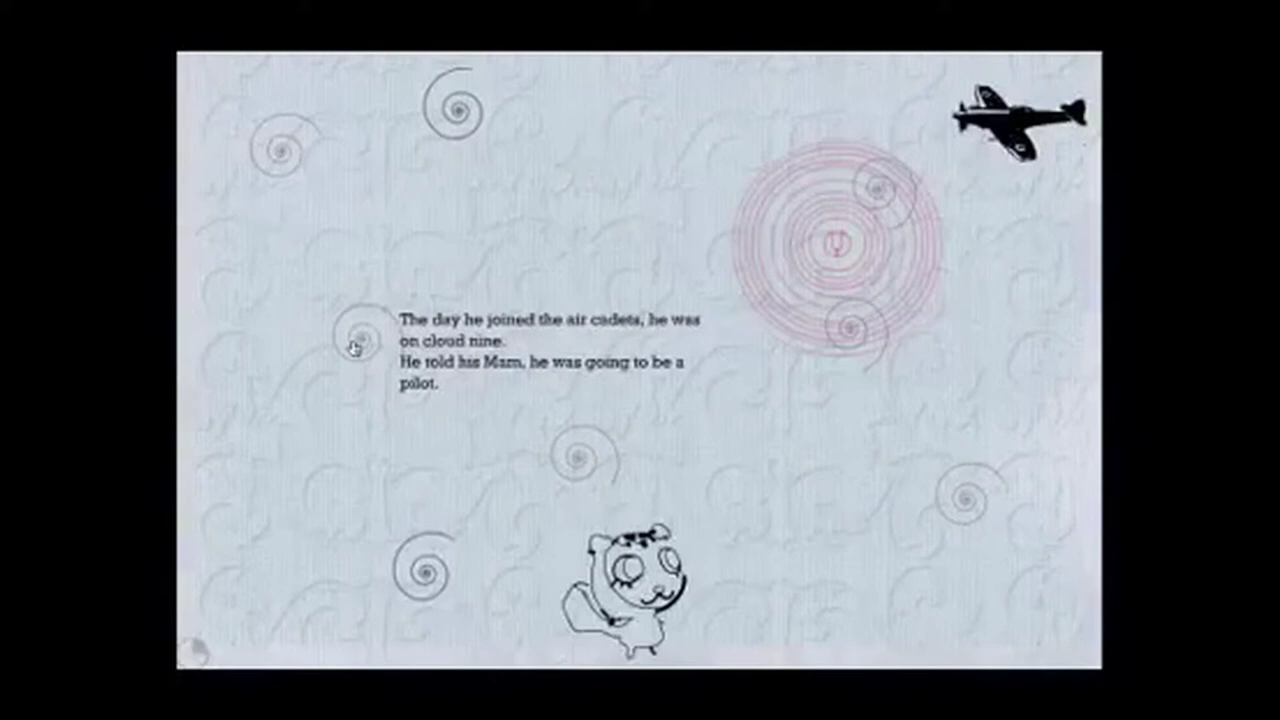 The day he joined the air cadets, he was
on cloud nine.
He told his Mam, he was going to be a
pilot.